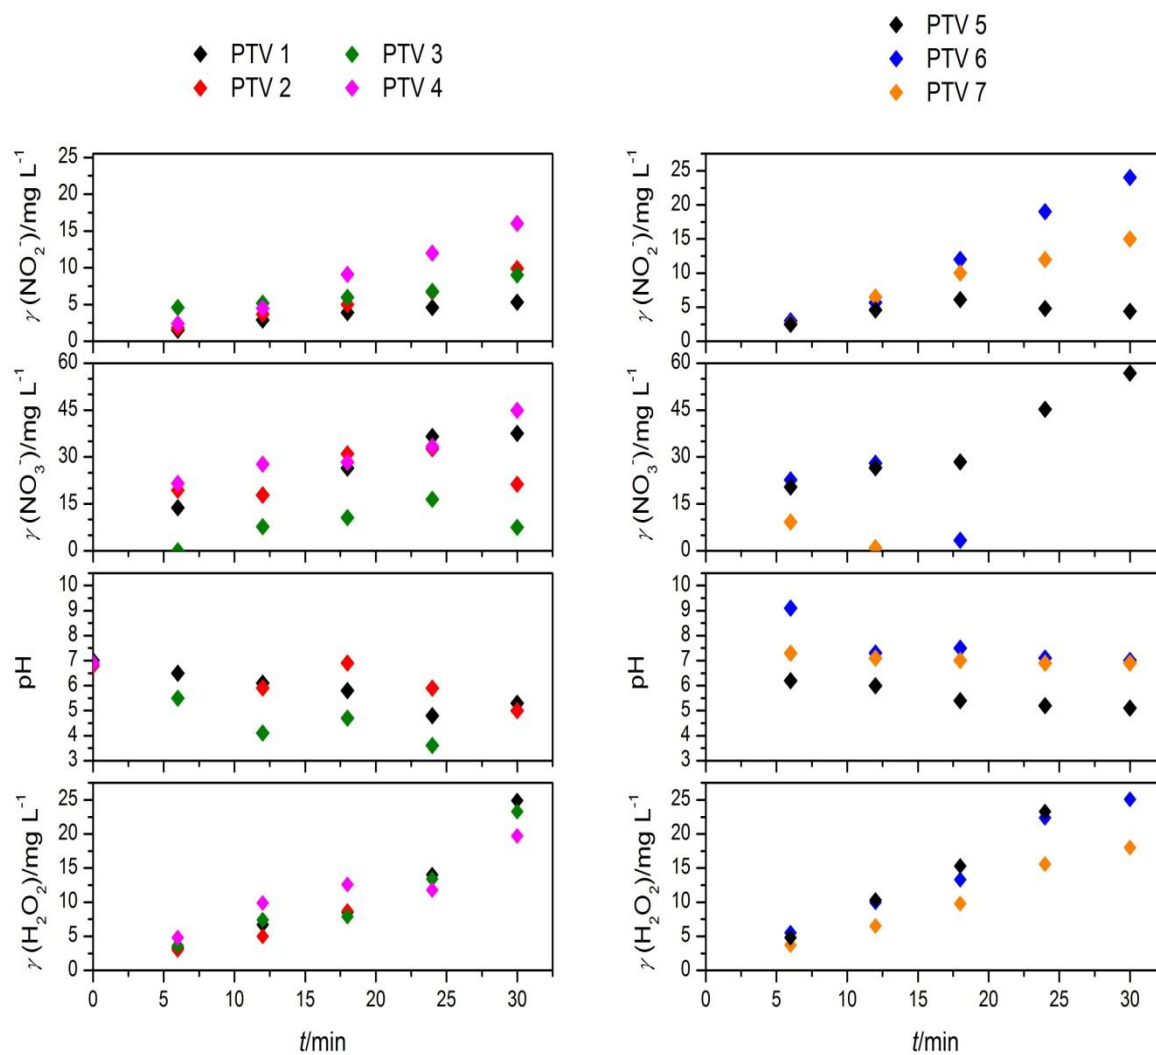 PTV 1 PTV 3
PTV 2 PTV 4
PTV 5
PTV 6
PTV 7
γ (NO₂⁻)/mg L⁻¹
25
20
15
10
5
0
γ (NO₂⁻)/mg L⁻¹
25
20
15
10
5
0
γ (NO₃⁻)/mg L⁻¹
60
45
30
15
0
γ (NO₃⁻)/mg L⁻¹
60
45
30
15
0
pH
10
9
8
7
6
5
4
3
pH
10
9
8
7
6
5
4
3
γ (H₂O₂)/mg L⁻¹
25
20
15
10
5
0
0 5 10 15 20 25 30
t/min
γ (H₂O₂)/mg L⁻¹
25
20
15
10
5
0
0 5 10 15 20 25 30
t/min